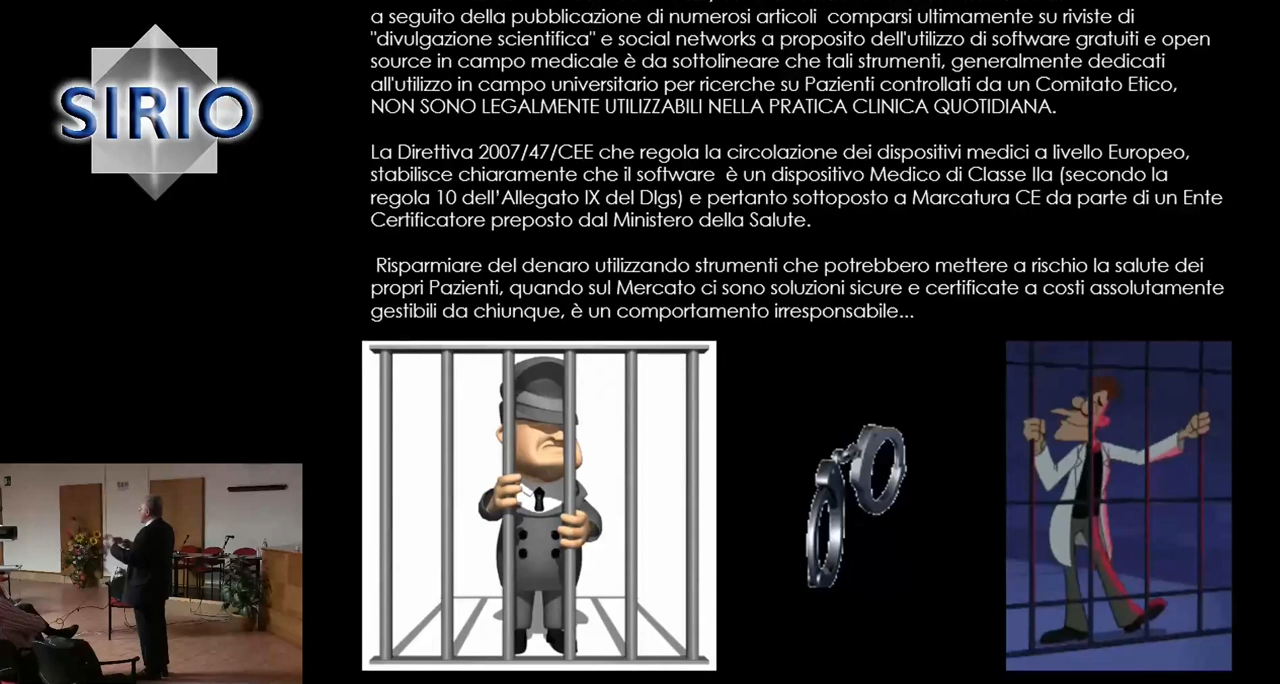 a seguito della pubblicazione di numerosi articoli comparsi ultimamente su riviste di
"divulgazione scientifica" e social networks a proposito dell'utilizzo di software gratuiti e open
source in campo medicale è da sottolineare che tali strumenti, generalmente dedicati
all'utilizzo in campo universitario per ricerche su Pazienti controllati da un Comitato Etico,
NON SONO LEGALMENTE UTILIZZABILI NELLA PRATICA CLINICA QUOTIDIANA.
SIRIO
La Direttiva 2007/47/CEE che regola la circolazione dei dispositivi medici a livello Europeo,
stabilisce chiaramente che il software è un dispositivo Medico di Classe IIa (secondo la
regola 10 dell'Allegato IX del Dlgs) e pertanto sottoposto a Marcatura CE da parte di un Ente
Certificatore preposto dal Ministero della Salute.
Risparmiare del denaro utilizzando strumenti che potrebbero mettere a rischio la salute dei
propri Pazienti, quando sul Mercato ci sono soluzioni sicure e certificate a costi assolutamente
gestibili da chiunque, è un comportamento irresponsabile...